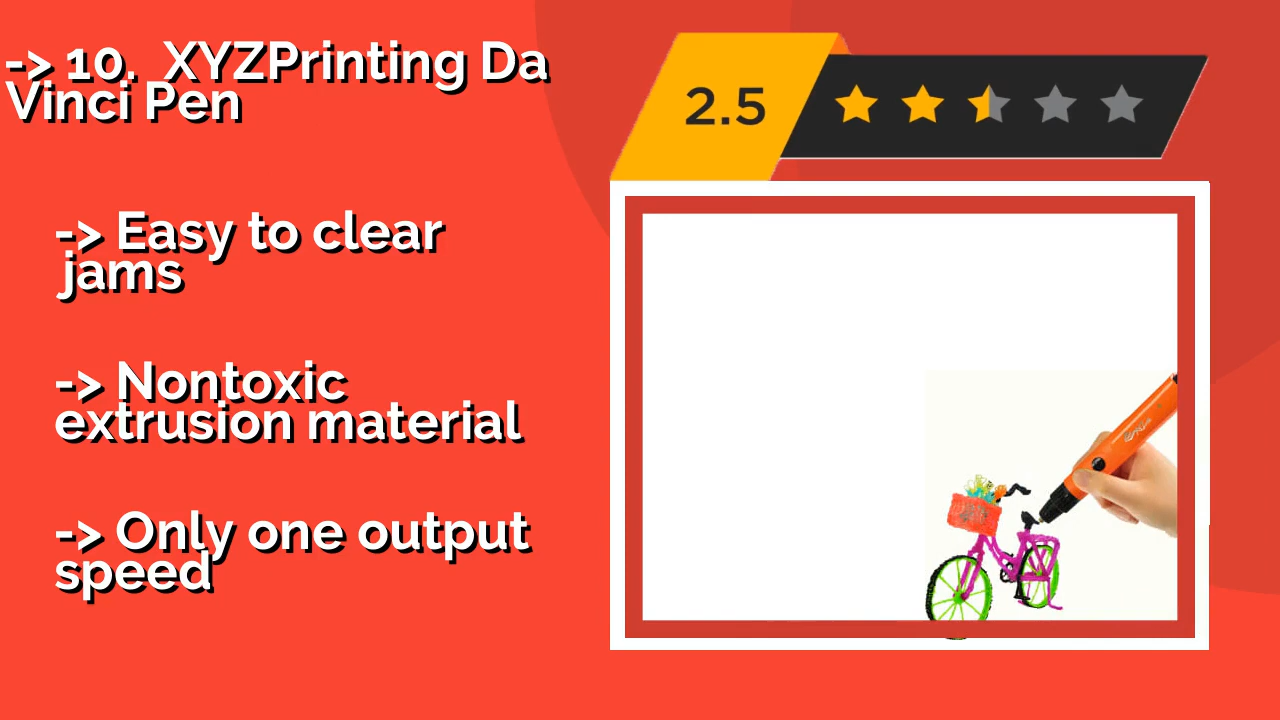 -> 10.  XYZPrinting Da
Vinci Pen
2.5
-> Easy to clear
jams
-> Nontoxic
extrusion material
-> Only one output
speed